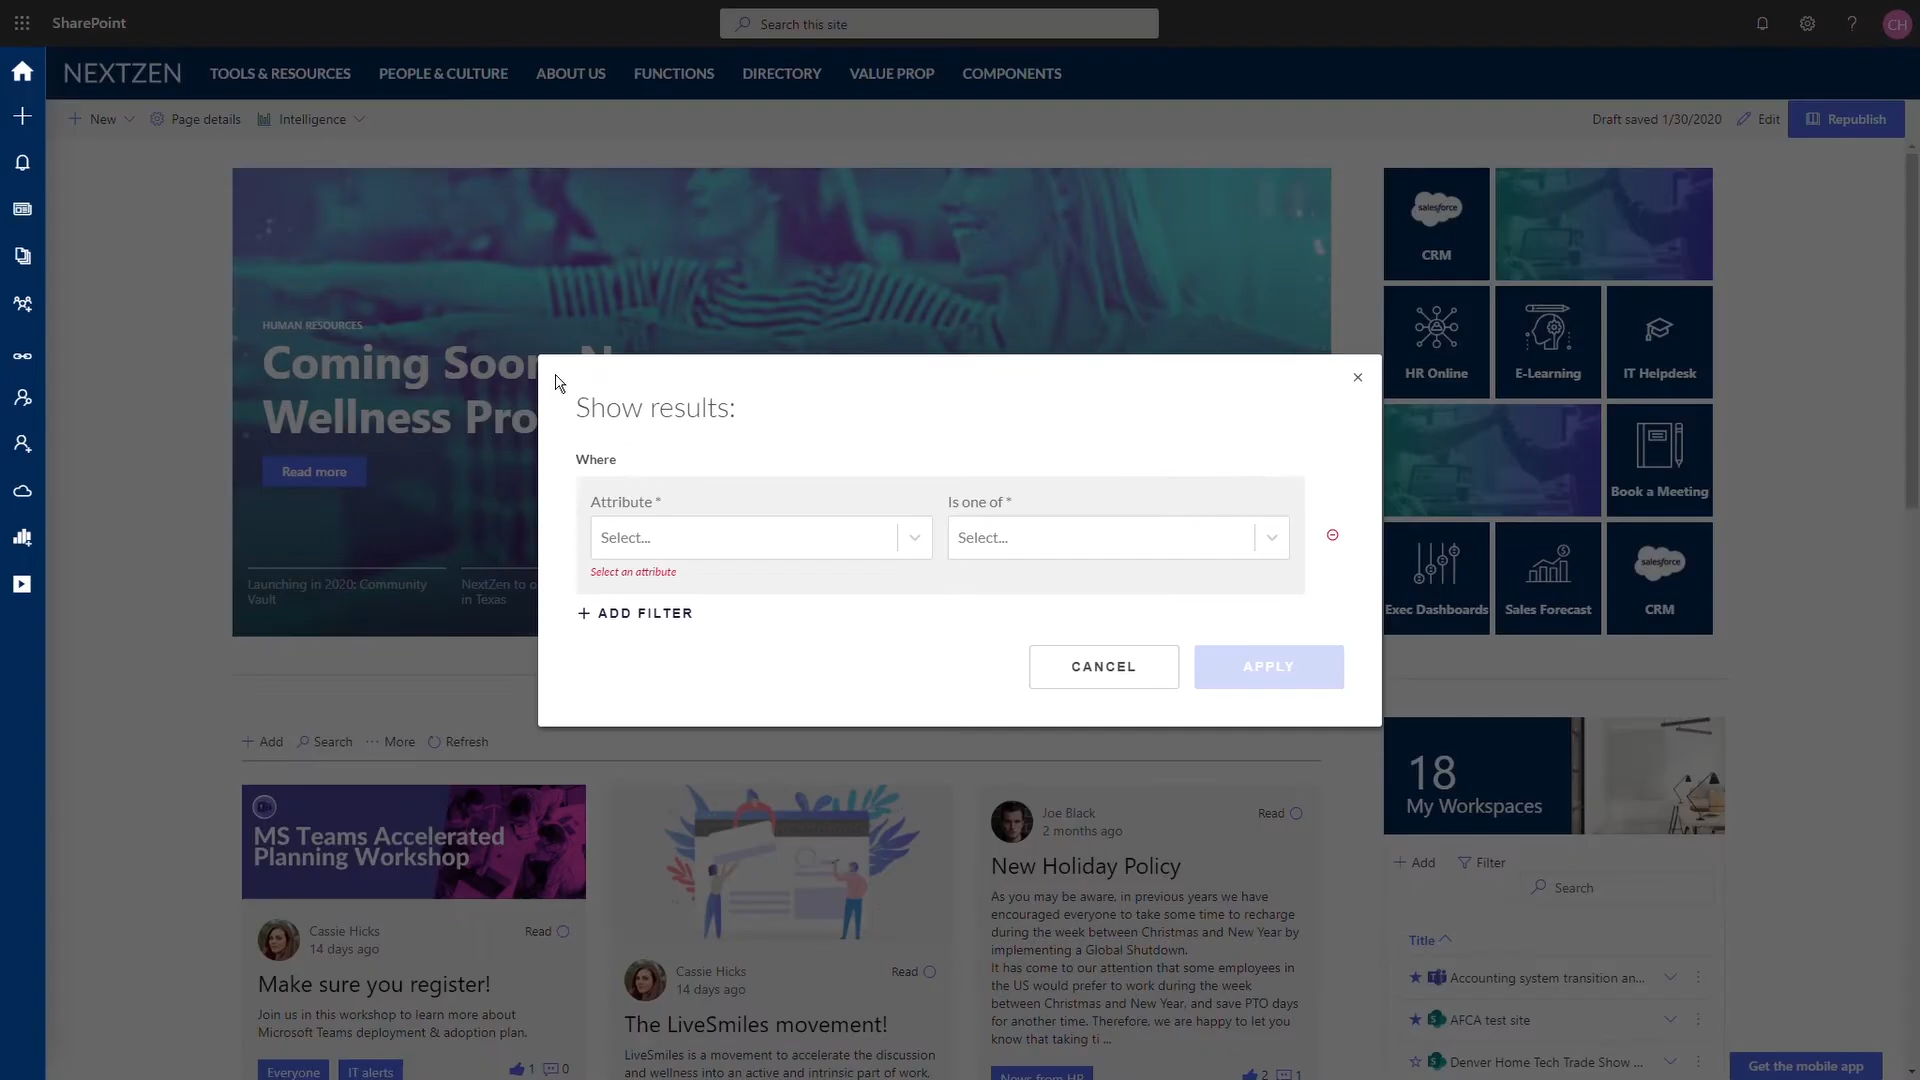 SharePoint
Search this site
CH
NEXTZEN
TOOLS & RESOURCES
PEOPLE & CULTURE
ABOUT US
FUNCTIONS
DIRECTORY
VALUE PROP
COMPONENTS
New
Page details
Intelligence
Draft saved 1/30/2020
Edit
Republish
HUMAN RESOURCES
Coming Soon
Wellness Pro
Read more
Launching in 2020: Community
Vault
NextZen to o
in Texas
salesforce
CRM
HR Online
E-Learning
IT Helpdesk
Book a Meeting
Exec Dashboards
Sales Forecast
salesforce
CRM
Show results:
Where
Attribute *
Is one of *
Select...
Select...
Select an attribute
+ ADD FILTER
CANCEL
APPLY
Add
Search
More
Refresh
MS Teams Accelerated
Planning Workshop
Cassie Hicks
14 days ago
Read
Make sure you register!
Join us in this workshop to learn more about
Microsoft Teams deployment & adoption plan.
Everyone
IT alerts
1
0
Cassie Hicks
14 days ago
Read
The LiveSmiles movement!
LiveSmiles is a movement to accelerate the discussion
and wellness into an active and intrinsic part of work.
Joe Black
2 months ago
Read
New Holiday Policy
As you may be aware, in previous years we have
encouraged everyone to take some time to recharge
during the week between Christmas and New Year by
implementing a Global Shutdown.
It has come to our attention that some employees in
the US would prefer to work during the week
between Christmas and New Year, and save PTO days
for another time. Therefore, we are happy to let you
know that taking ti ...
News from HR
2
1
18
My Workspaces
Add
Filter
Search
Title
Accounting system transition an...
AFCA test site
Denver Home Tech Trade Show ...
Get the mobile app